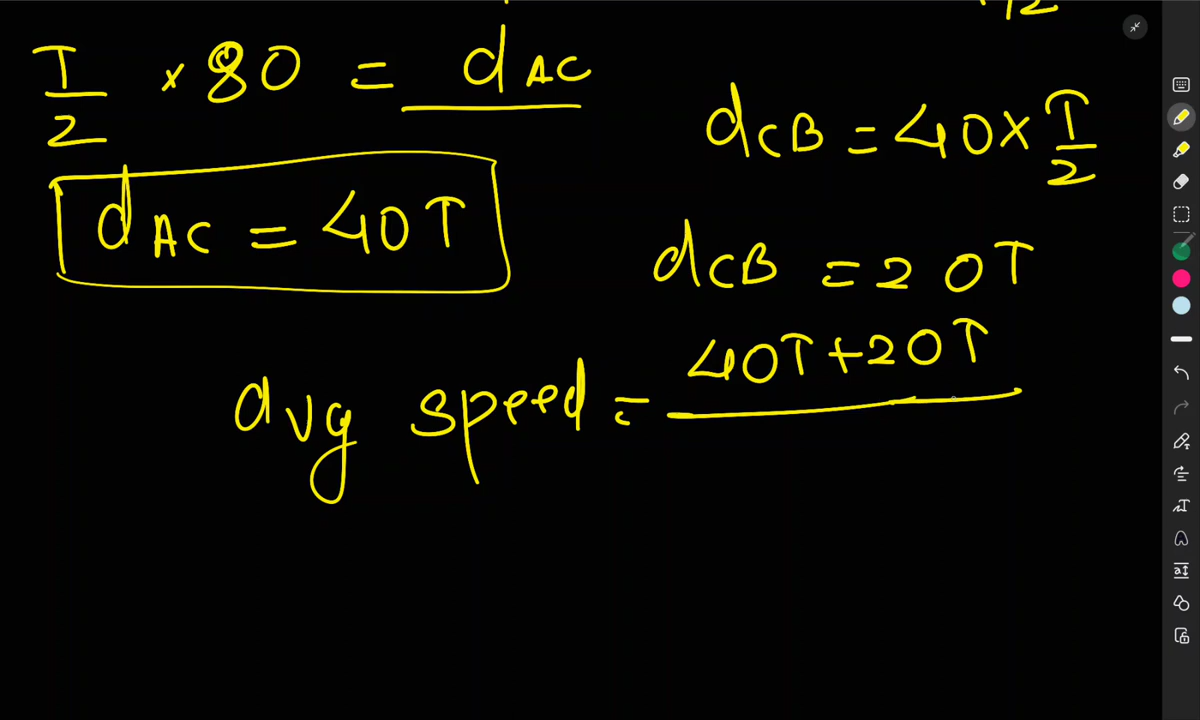 T/2 × 80 = dAC
dAC = 40T
dCB = 40 × T/2
dCB = 20T
avg speed = 40T + 20T